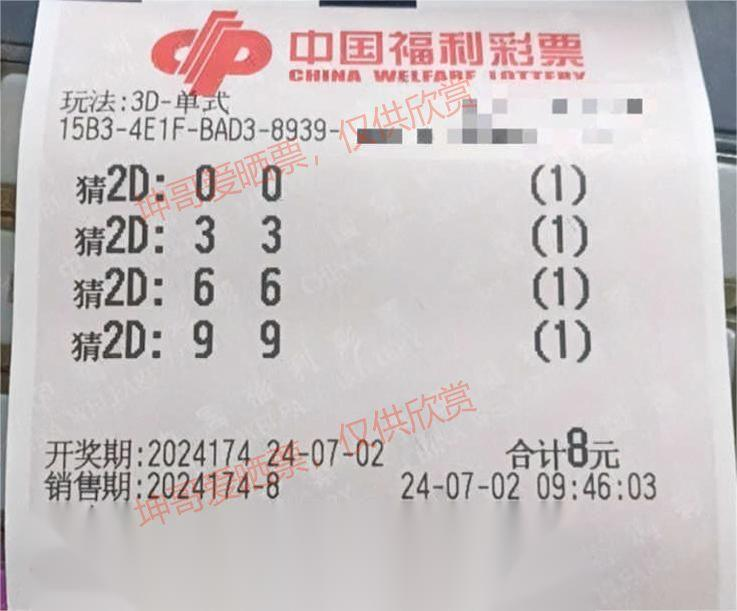 中国福利彩票
CHINA WELFARE LOTTERY
玩法:3D-单式
15B3-4E1F-BAD3-8939-
坤哥爱晒票，仅供欣赏
猜2D: 0 0 (1)
猜2D: 3 3 (1)
猜2D: 6 6 (1)
猜2D: 9 9 (1)
开奖期:2024174 24-07-02 合计8元
销售期:2024174-8 24-07-02 09:46:03
坤哥爱晒票，仅供欣赏